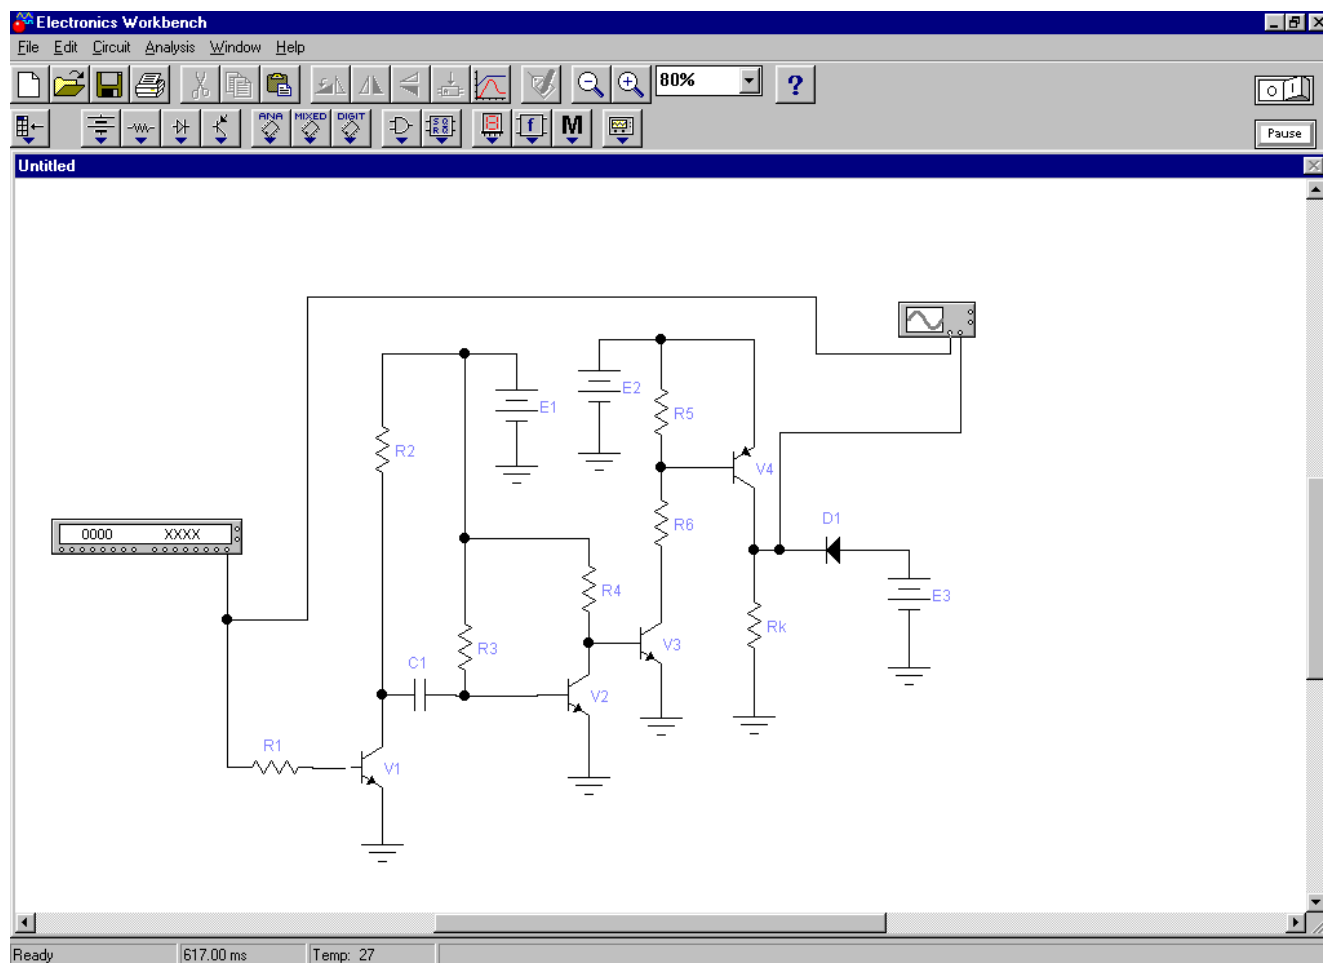 Electronics Workbench
File Edit Circuit Analysis Window Help
80%
?
ANA MIXED DIGIT
M
Pause
Untitled
E1
E2
R5
R2
V4
R6
D1
0000 XXXX
R4
E3
Rk
R3
V3
C1
V2
R1
V1
Ready 617.00 ms Temp: 27